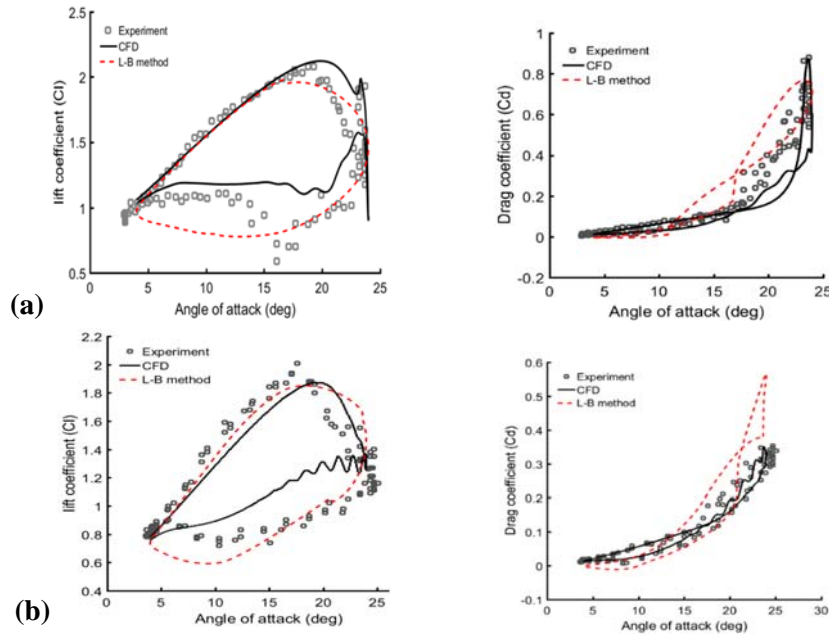 2.5
2
1.5
1
0.5
0 5 10 15 20 25
lift coefficient (Cl)
Angle of attack (deg)
Experiment
CFD
L-B method
1
0.8
0.6
0.4
0.2
0
-0.2
0 5 10 15 20 25
Drag coefficient (Cd)
Angle of attack (deg)
Experiment
CFD
L-B method
(a)
2.2
2
1.8
1.6
1.4
1.2
1
0.8
0.6
0.4
0 5 10 15 20 25
lift coefficient (Cl)
Angle of attack (deg)
Experiment
CFD
L-B method
0.6
0.5
0.4
0.3
0.2
0.1
0
-0.1
0 5 10 15 20 25 30
Drag coefficient (Cd)
Angle of attack (deg)
Experiment
CFD
L-B method
(b)